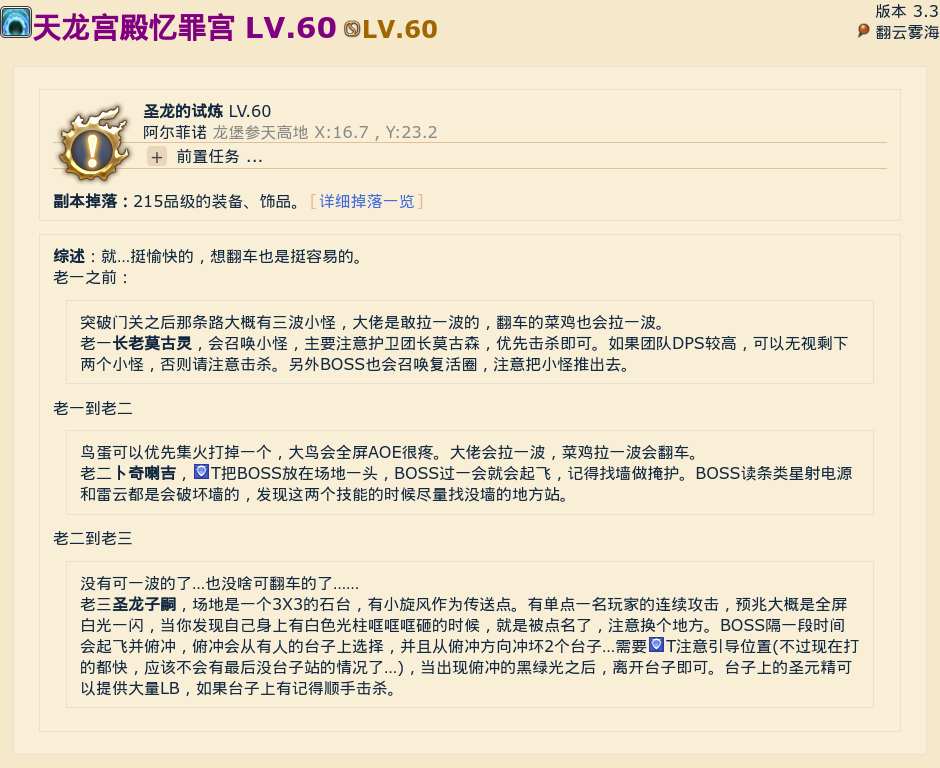 天龙宫殿忆罪宫 LV.60 LV.60
版本 3.3
翻云雾海
圣龙的试炼 LV.60
阿尔菲诺 龙堡参天高地 X:16.7 , Y:23.2
+ 前置任务 ...
副本掉落：215品级的装备、饰品。 [ 详细掉落一览 ]
综述：就...挺愉快的，想翻车也是挺容易的。
老一之前：
突破门关之后那条路大概有三波小怪，大佬是敢拉一波的，翻车的菜鸡也会拉一波。
老一长老莫古灵，会召唤小怪，主要注意护卫团长莫古森，优先击杀即可。如果团队DPS较高，可以无视剩下
两个小怪，否则请注意击杀。另外BOSS也会召唤复活圈，注意把小怪推出去。
老一到老二
鸟蛋可以优先集火打掉一个，大鸟会全屏AOE很疼。大佬会拉一波，菜鸡拉一波会翻车。
老二卜奇喇吉，T把BOSS放在场地一头，BOSS过一会就会起飞，记得找墙做掩护。BOSS读条类星射电源
和雷云都是会破坏墙的，发现这两个技能的时候尽量找没墙的地方站。
老二到老三
没有可一波的了...也没啥可翻车的了......
老三圣龙子嗣，场地是一个3X3的石台，有小旋风作为传送点。有单点一名玩家的连续攻击，预兆大概是全屏
白光一闪，当你发现自己身上有白色光柱哐哐哐砸的时候，就是被点名了，注意换个地方。BOSS隔一段时间
会起飞并俯冲，俯冲会从有人的台子上选择，并且从俯冲方向冲坏2个台子...需要T注意引导位置(不过现在打
的都快，应该不会有最后没台子站的情况了...)，当出现俯冲的黑绿光之后，离开台子即可。台子上的圣元精可
以提供大量LB，如果台子上有记得顺手击杀。